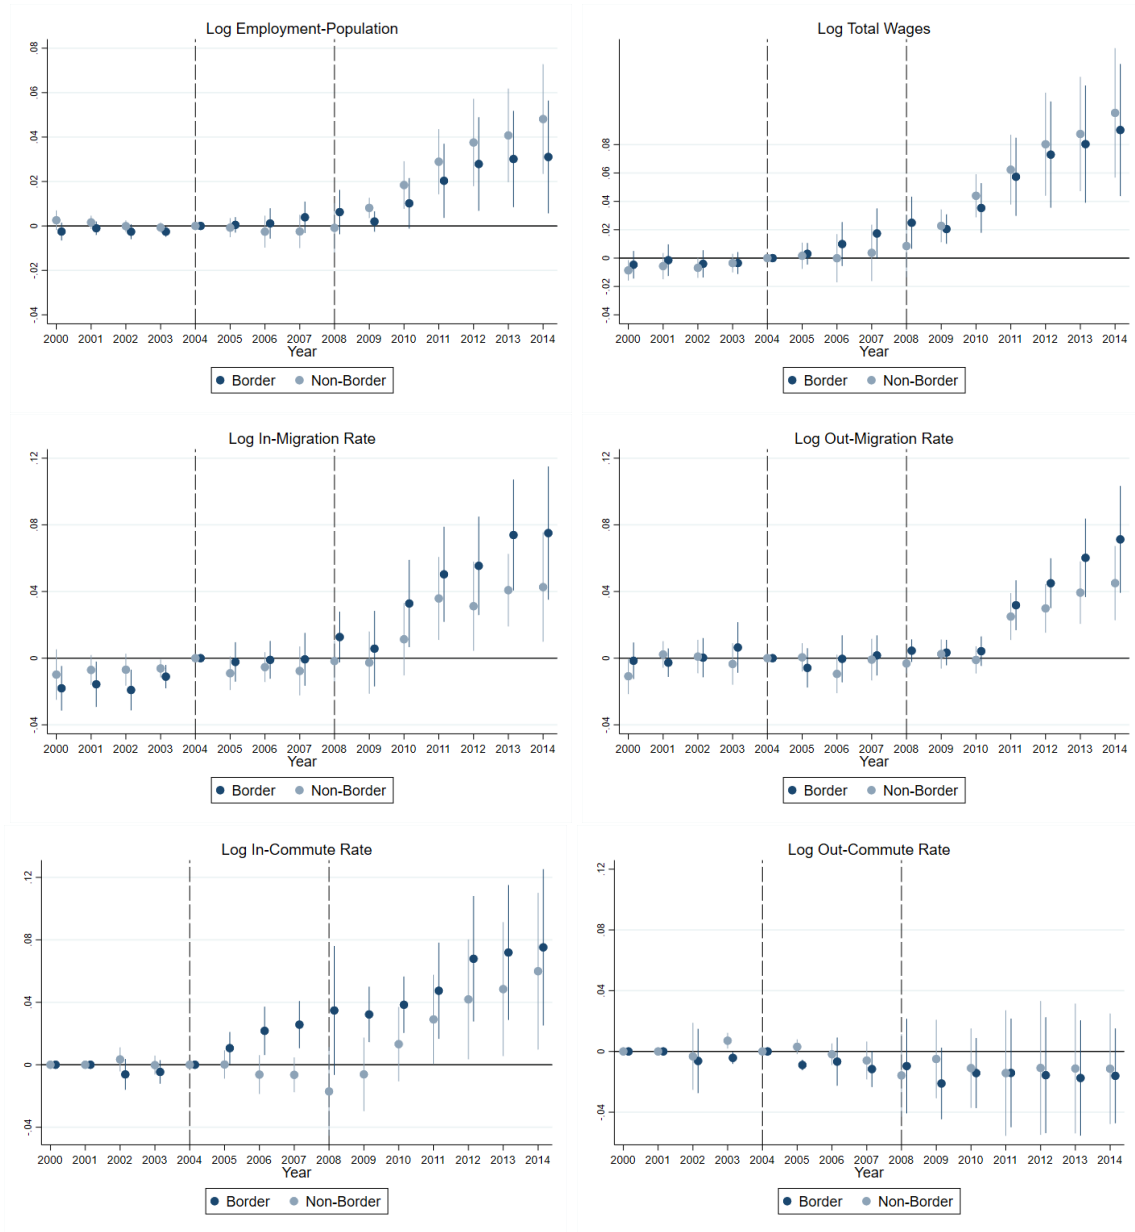 Log Employment-Population
.08
.06
.04
.02
0
-.02
-.04
2000 2001 2002 2003 2004 2005 2006 2007 2008 2009 2010 2011 2012 2013 2014
Year
Border Non-Border
Log Total Wages
.08
.06
.04
.02
0
-.02
-.04
2000 2001 2002 2003 2004 2005 2006 2007 2008 2009 2010 2011 2012 2013 2014
Year
Border Non-Border
Log In-Migration Rate
.12
.08
.04
0
-.04
2000 2001 2002 2003 2004 2005 2006 2007 2008 2009 2010 2011 2012 2013 2014
Year
Border Non-Border
Log Out-Migration Rate
.12
.08
.04
0
-.04
2000 2001 2002 2003 2004 2005 2006 2007 2008 2009 2010 2011 2012 2013 2014
Year
Border Non-Border
Log In-Commute Rate
.12
.08
.04
0
-.04
2000 2001 2002 2003 2004 2005 2006 2007 2008 2009 2010 2011 2012 2013 2014
Year
Border Non-Border
Log Out-Commute Rate
.12
.08
.04
0
-.04
2000 2001 2002 2003 2004 2005 2006 2007 2008 2009 2010 2011 2012 2013 2014
Year
Border Non-Border